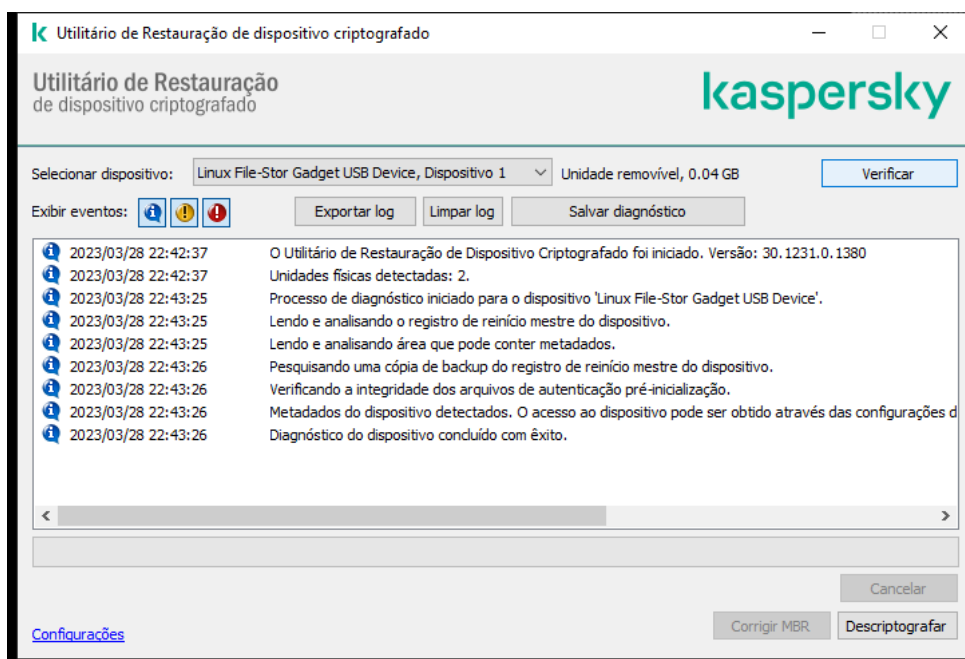 Utilitário de Restauração de dispositivo criptografado
Utilitário de Restauração
de dispositivo criptografado
kaspersky
Selecionar dispositivo: Linux File-Stor Gadget USB Device, Dispositivo 1 Unidade removível, 0.04 GB Verificar
Exibir eventos: Exportar log Limpar log Salvar diagnóstico
2023/03/28 22:42:37 O Utilitário de Restauração de Dispositivo Criptografado foi iniciado. Versão: 30.1231.0.1380
2023/03/28 22:42:37 Unidades físicas detectadas: 2.
2023/03/28 22:43:25 Processo de diagnóstico iniciado para o dispositivo 'Linux File-Stor Gadget USB Device'.
2023/03/28 22:43:25 Lendo e analisando o registro de reinício mestre do dispositivo.
2023/03/28 22:43:25 Lendo e analisando área que pode conter metadados.
2023/03/28 22:43:26 Pesquisando uma cópia de backup do registro de reinício mestre do dispositivo.
2023/03/28 22:43:26 Verificando a integridade dos arquivos de autenticação pré-inicialização.
2023/03/28 22:43:26 Metadados do dispositivo detectados. O acesso ao dispositivo pode ser obtido através das configurações d
2023/03/28 22:43:26 Diagnóstico do dispositivo concluído com êxito.
Cancelar
Configurações Corrigir MBR Descriptografar